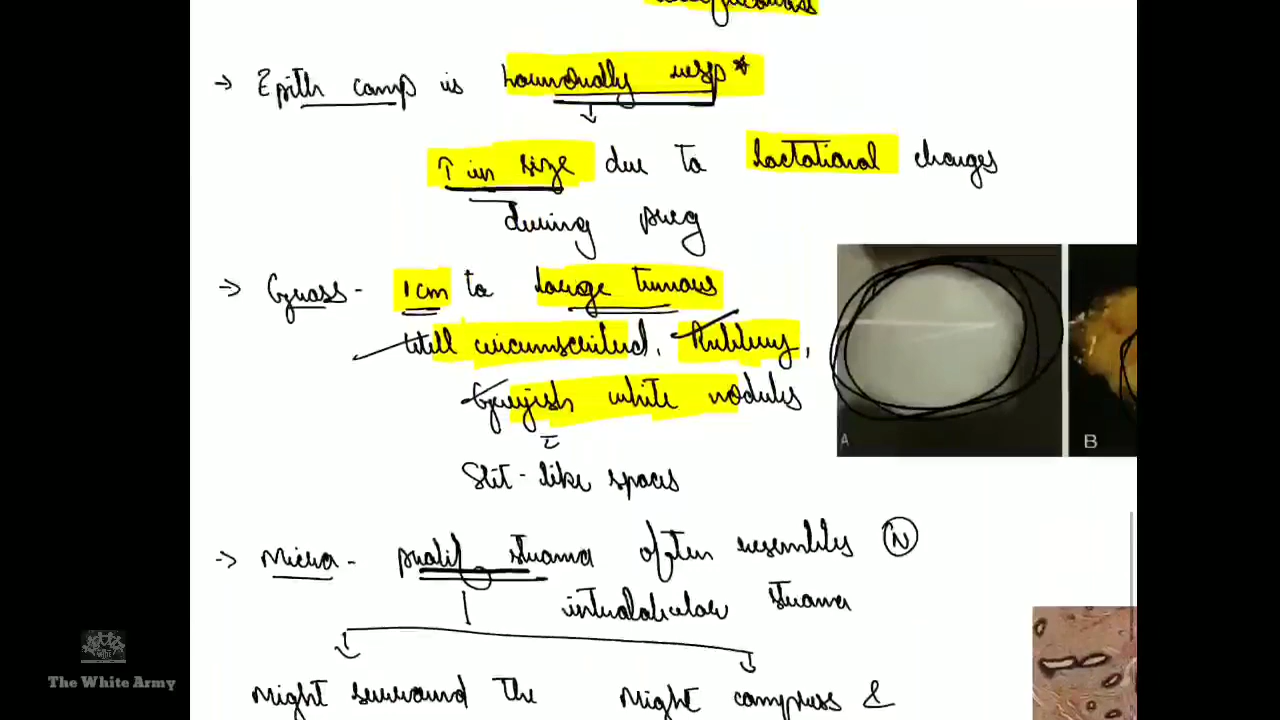 → Epith comp is hormonally resp *
↑ in size due to lactational changes
during preg
→ Gross - 1cm to large tumors
Well circumscribed, Rubbery,
Greyish white nodules
Slit-like spaces
→ Micro - prolif stroma often resembles N
intralobular stroma
Might surround the Might compress &
A
B
The White Army